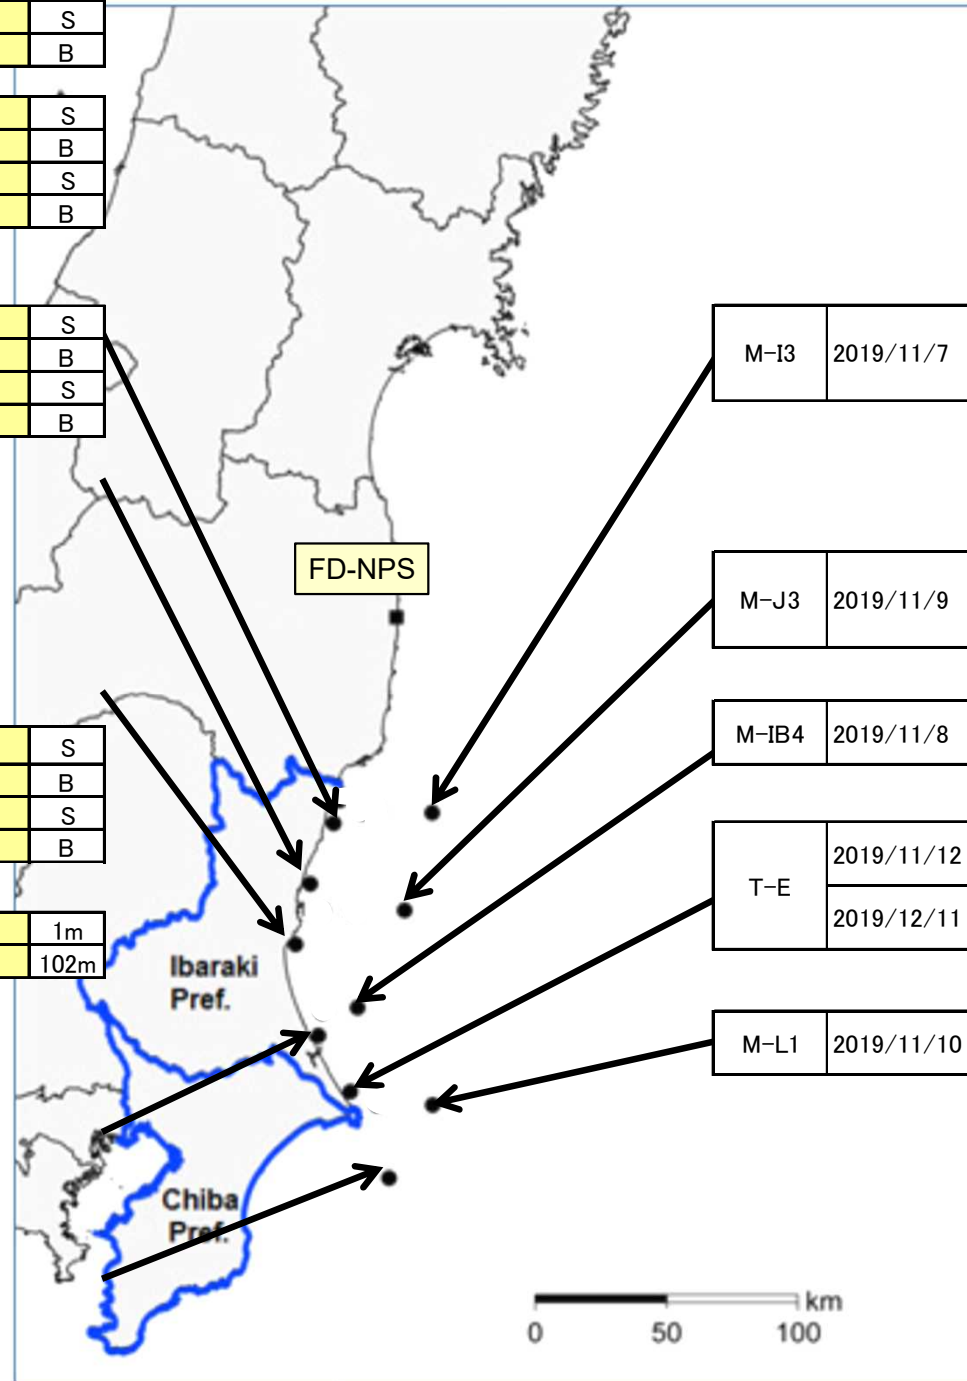 S
B
S
B
S
B
S
B
S
B
M-I3 2019/11/7
FD-NPS
M-J3 2019/11/9
M-IB4 2019/11/8
S
B
S
B
T-E 2019/11/12
2019/12/11
1m
102m
Ibaraki
Pref.
M-L1 2019/11/10
Chiba
Pref.
km
0 50 100